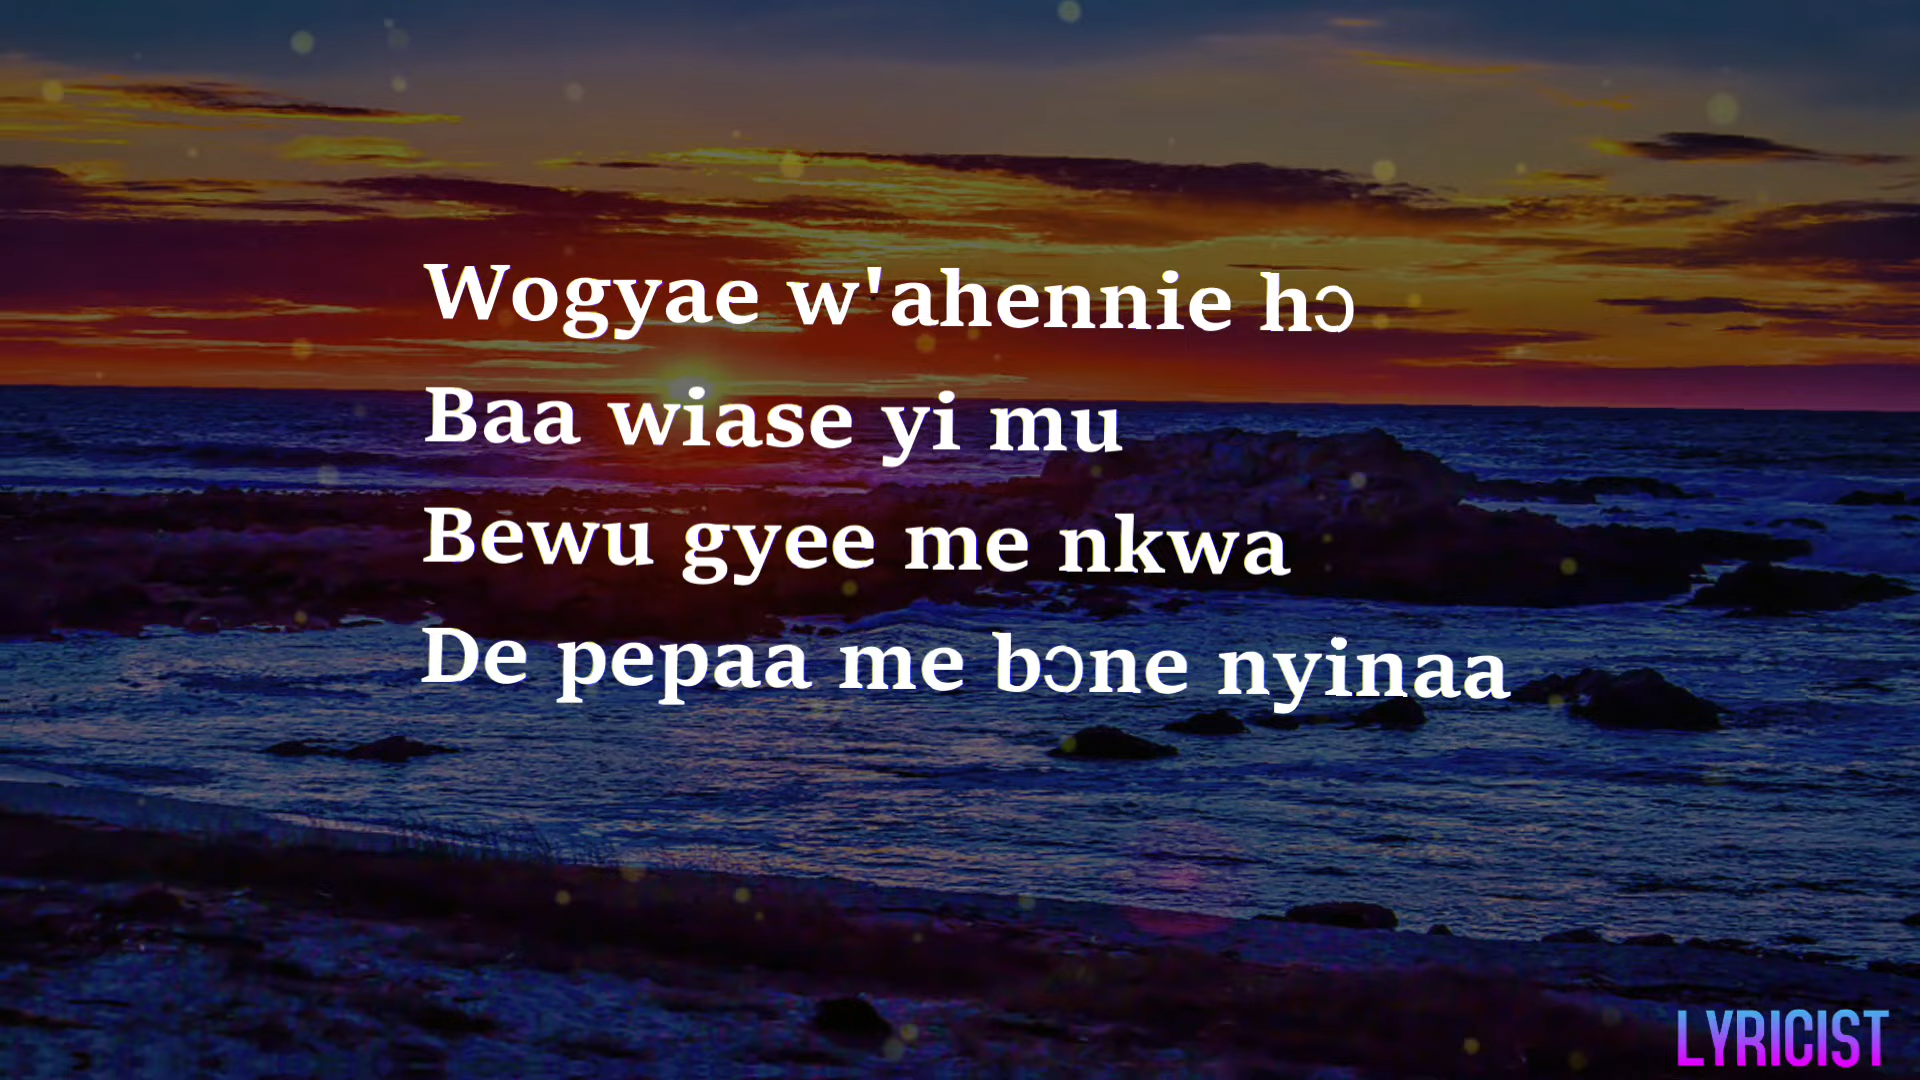 Wogyae w'ahennie hɔ
Baa wiase yi mu
Bewu gyee me nkwa
De pepaa me bɔne nyinaa
LYRICIST